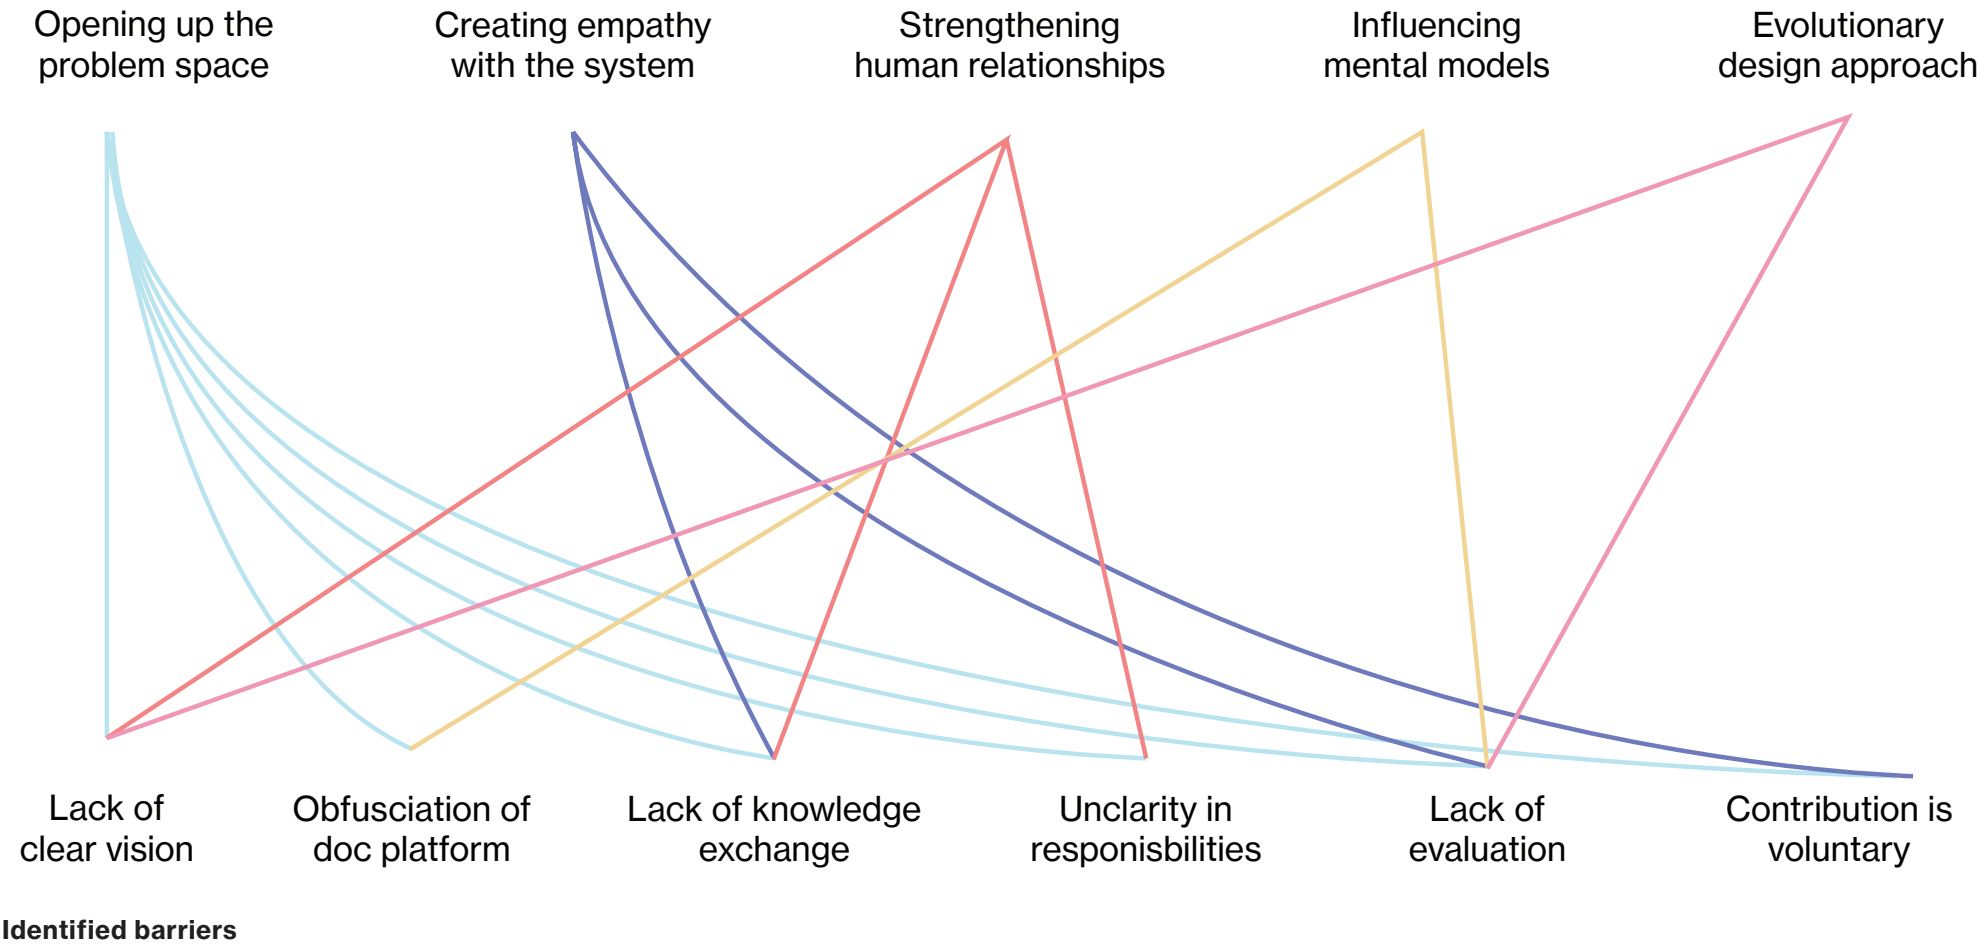 Opening up the
problem space
Creating empathy
with the system
Strengthening
human relationships
Influencing
mental models
Evolutionary
design approach
Lack of
clear vision
Obfusciation of
doc platform
Lack of knowledge
exchange
Unclarity in
responisbilities
Lack of
evaluation
Contribution is
voluntary
Identified barriers